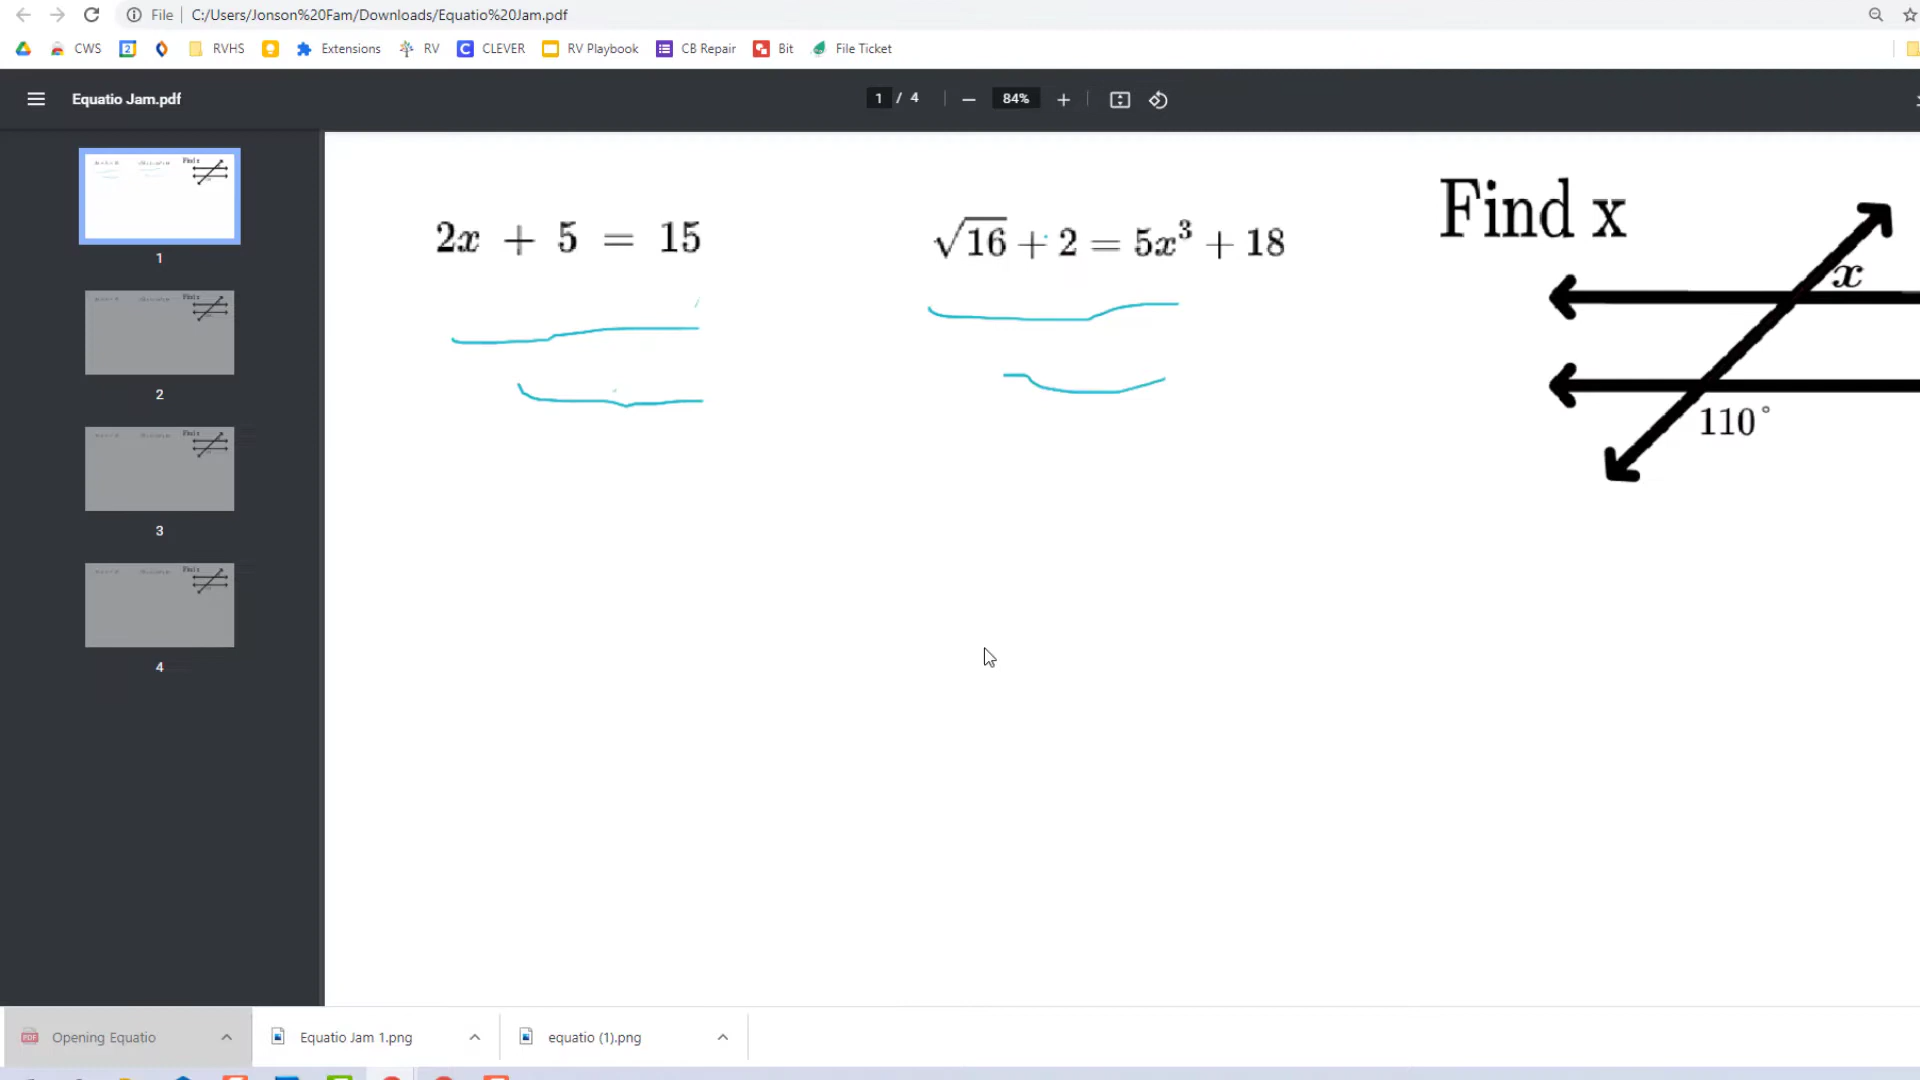 File
C:/Users/Jonson%20Fam/Downloads/Equatio%20Jam.pdf
CWS
2
RVHS
Extensions
RV
C
CLEVER
RV Playbook
CB Repair
Bit
File Ticket
Equatio Jam.pdf
1 / 4
84%
1
2
3
4
2x + 5 = 15
√16 + 2 = 5x³ + 18
Find x
x
110°
PDF
Opening Equatio
Equatio Jam 1.png
equatio (1).png